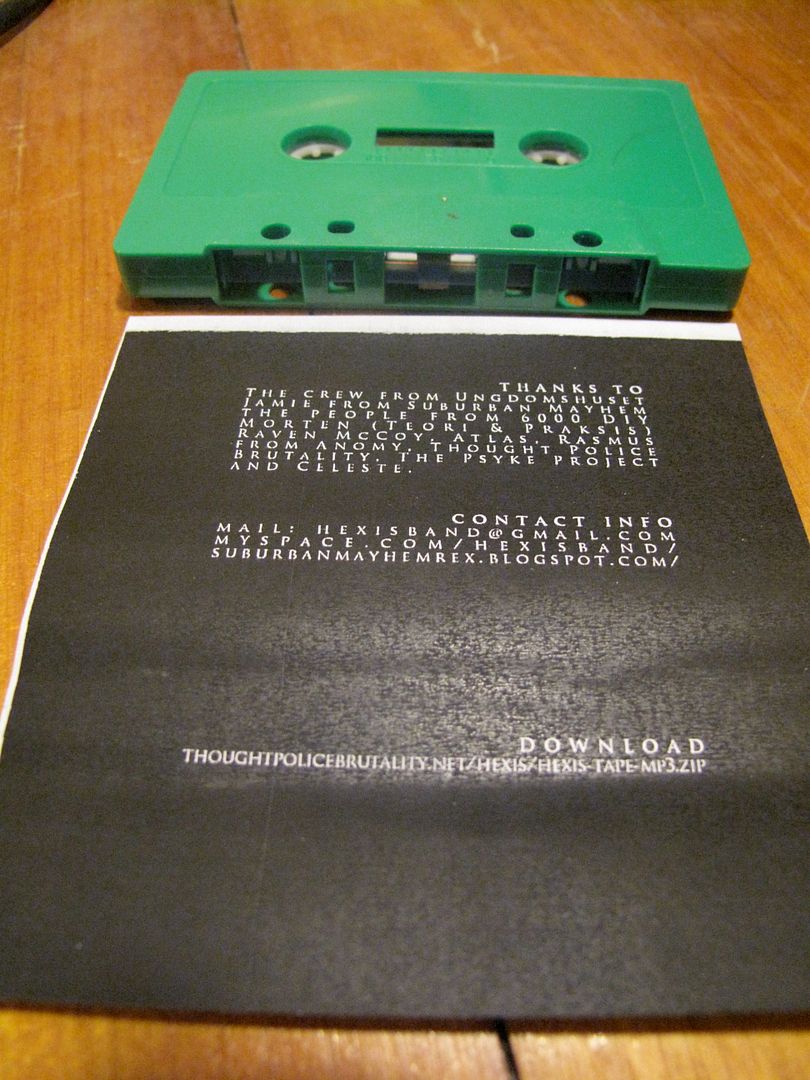 THANKS TO
THE CREW FROM UNGDOMSHUSET
JAMIE FROM SUBURBAN MAYHEM
THE PEOPLE FROM 6000 DIY
MORTEN (TEORI & PRAKSIS)
RAVEN MCCOY, ATLAS, RASMUS
FROM ANOMY, THOUGHT POLICE
BRUTALITY, THE PSYKE PROJECT
AND CELESTE.
CONTACT INFO
MAIL: HEXISBAND@GMAIL.COM
MYSPACE.COM/HEXISBAND/
SUBURBANMAYHEMREX.BLOGSPOT.COM/
DOWNLOAD
THOUGHTPOLICEBRUTALITY.NET/HEXIS/HEXIS-TAPE-MP3.ZIP